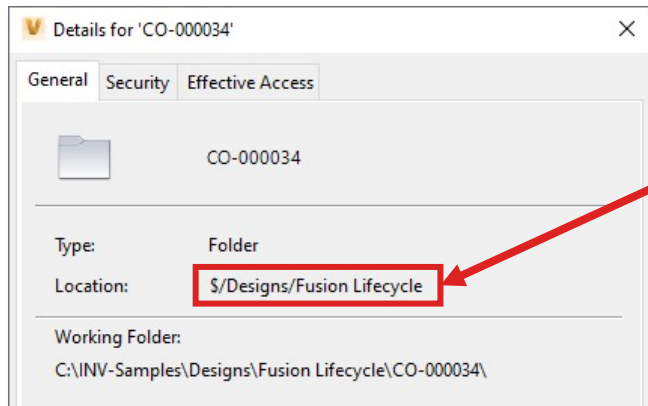 Details for 'CO-000034'
General Security Effective Access
CO-000034
Type: Folder
Location: $/Designs/Fusion Lifecycle
Working Folder:
C:\INV-Samples\Designs\Fusion Lifecycle\CO-000034\